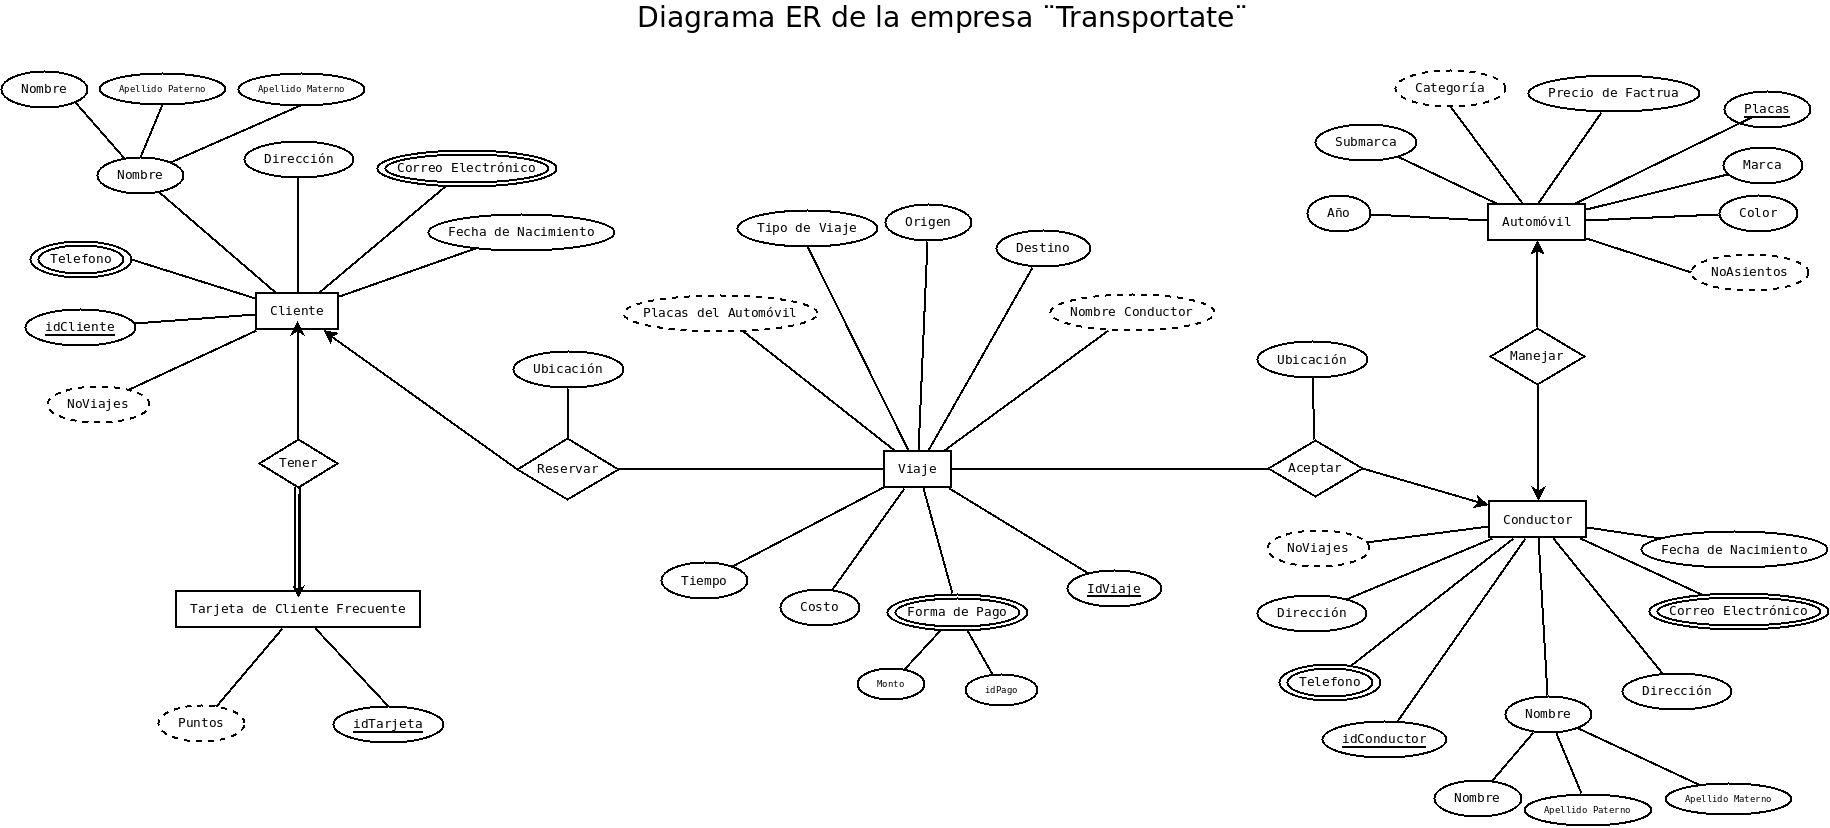 Diagrama ER de la empresa ¨Transportate¨
Nombre
Apellido Paterno
Apellido Materno
Nombre
Dirección
Correo Electrónico
Telefono
Fecha de Nacimiento
idCliente
Cliente
NoViajes
Tener
Tarjeta de Cliente Frecuente
Puntos
idTarjeta
Ubicación
Reservar
Tipo de Viaje
Origen
Destino
Placas del Automóvil
Nombre Conductor
Viaje
Tiempo
Costo
Forma de Pago
IdViaje
Monto
idPago
Ubicación
Aceptar
Categoría
Precio de Factrua
Placas
Submarca
Marca
Año
Automóvil
Color
NoAsientos
Manejar
Conductor
NoViajes
Fecha de Nacimiento
Dirección
Correo Electrónico
Telefono
Dirección
idConductor
Nombre
Nombre
Apellido Paterno
Apellido Materno